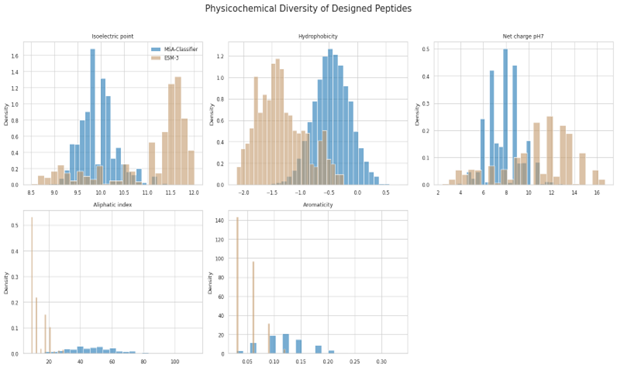 Physicochemical Diversity of Designed Peptides
Isoelectric point
Hydrophobicity
Net charge pH7
MSA-Classifier
ESM-3
Density
1.6
1.4
1.2
1.0
0.8
0.6
0.4
0.2
0.0
8.5 9.0 9.5 10.0 10.5 11.0 11.5 12.0
Density
1.2
1.0
0.8
0.6
0.4
0.2
0.0
−2.0 −1.5 −1.0 −0.5 0.0 0.5
Density
0.5
0.4
0.3
0.2
0.1
0.0
2 4 6 8 10 12 14 16
Aliphatic index
Aromaticity
Density
0.5
0.4
0.3
0.2
0.1
0.0
20 40 60 80 100
Density
140
120
100
80
60
40
20
0
0.05 0.10 0.15 0.20 0.25 0.30